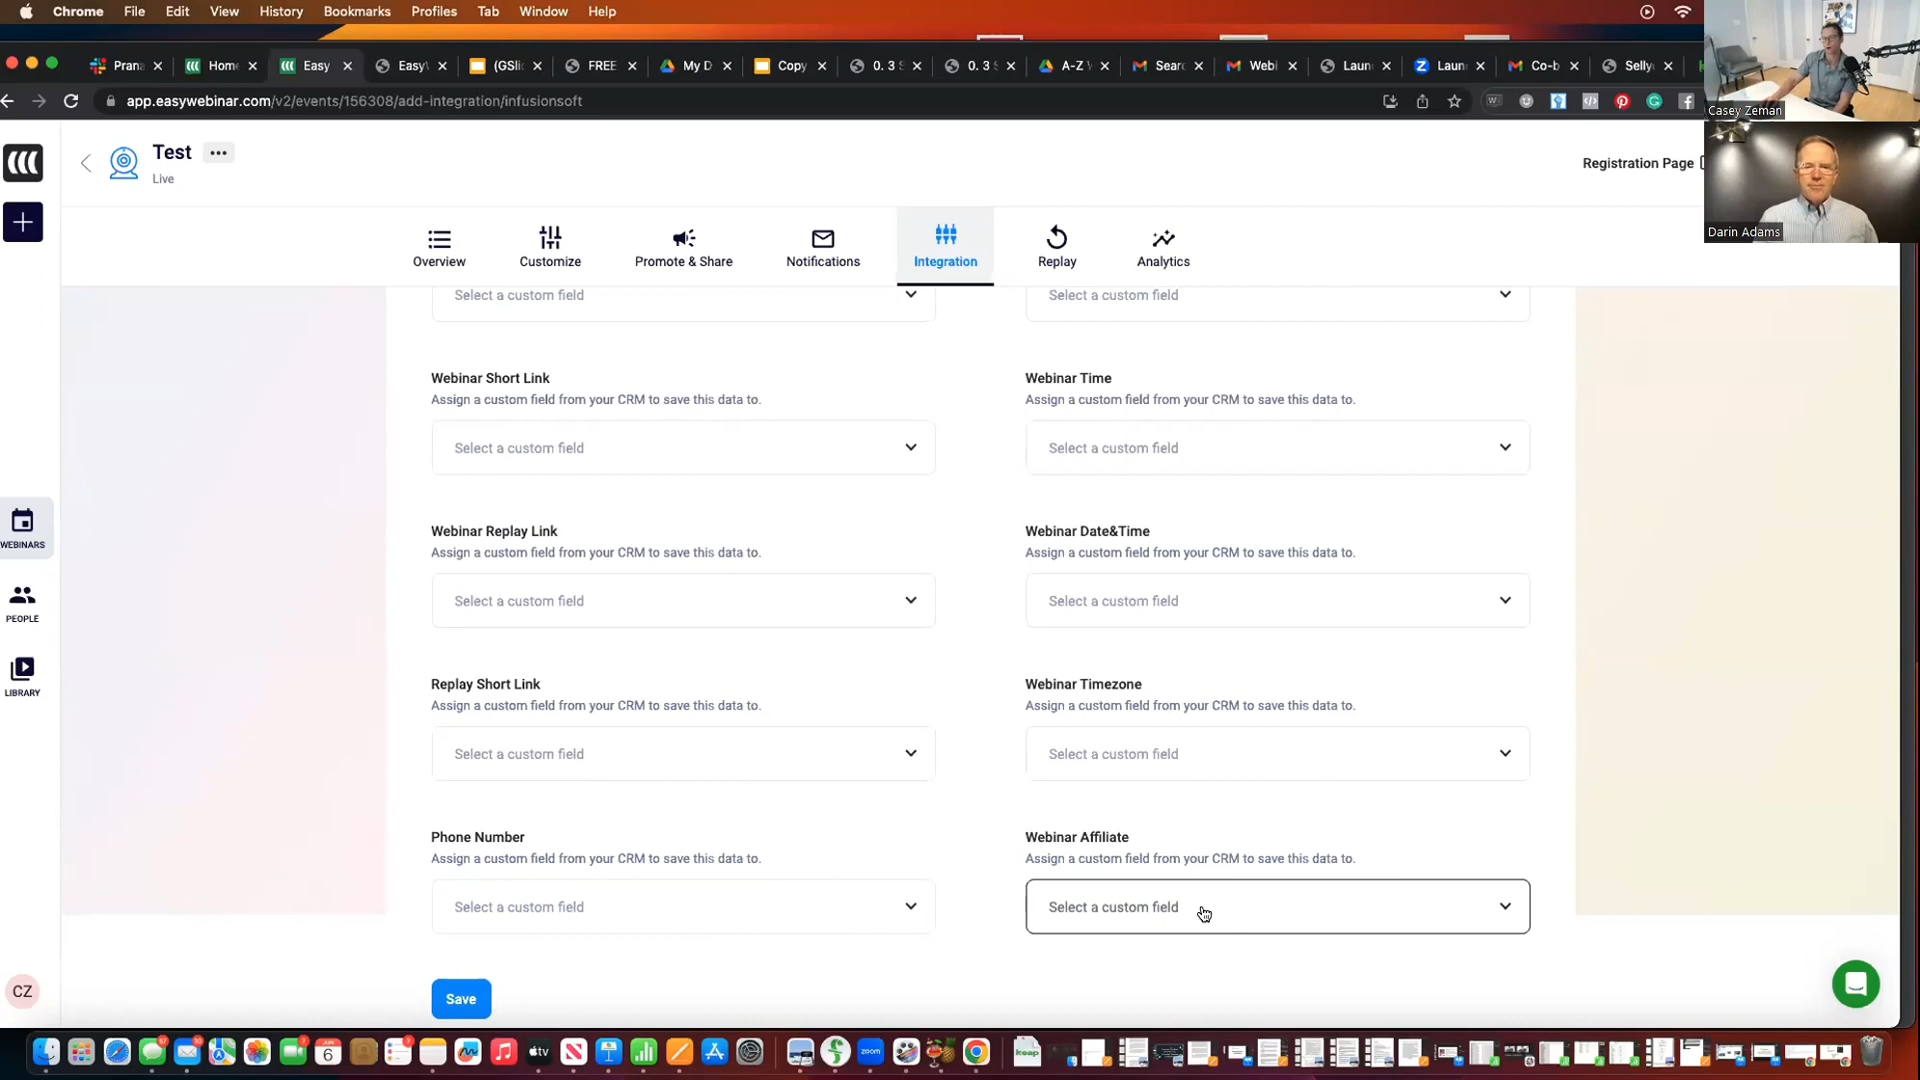 Chrome File Edit View History Bookmarks Profiles Tab Window Help
Prana Home Easy EasyW (GSli FREE My D Copy 0. 3 S 0. 3 S A-Z Sear Webi Laun Laun Co-b Selly
app.easywebinar.com/v2/events/156308/add-integration/infusionsoft
Casey Zeman
Darin Adams
Test
Live
Registration Page
Overview Customize Promote & Share Notifications Integration Replay Analytics
Select a custom field Select a custom field
Webinar Short Link Webinar Time
Assign a custom field from your CRM to save this data to. Assign a custom field from your CRM to save this data to.
Select a custom field Select a custom field
Webinar Replay Link Webinar Date&Time
Assign a custom field from your CRM to save this data to. Assign a custom field from your CRM to save this data to.
Select a custom field Select a custom field
Replay Short Link Webinar Timezone
Assign a custom field from your CRM to save this data to. Assign a custom field from your CRM to save this data to.
Select a custom field Select a custom field
Phone Number Webinar Affiliate
Assign a custom field from your CRM to save this data to. Assign a custom field from your CRM to save this data to.
Select a custom field Select a custom field
Save
WEBINARS
PEOPLE
LIBRARY
CZ
6
tv
zoom
keap